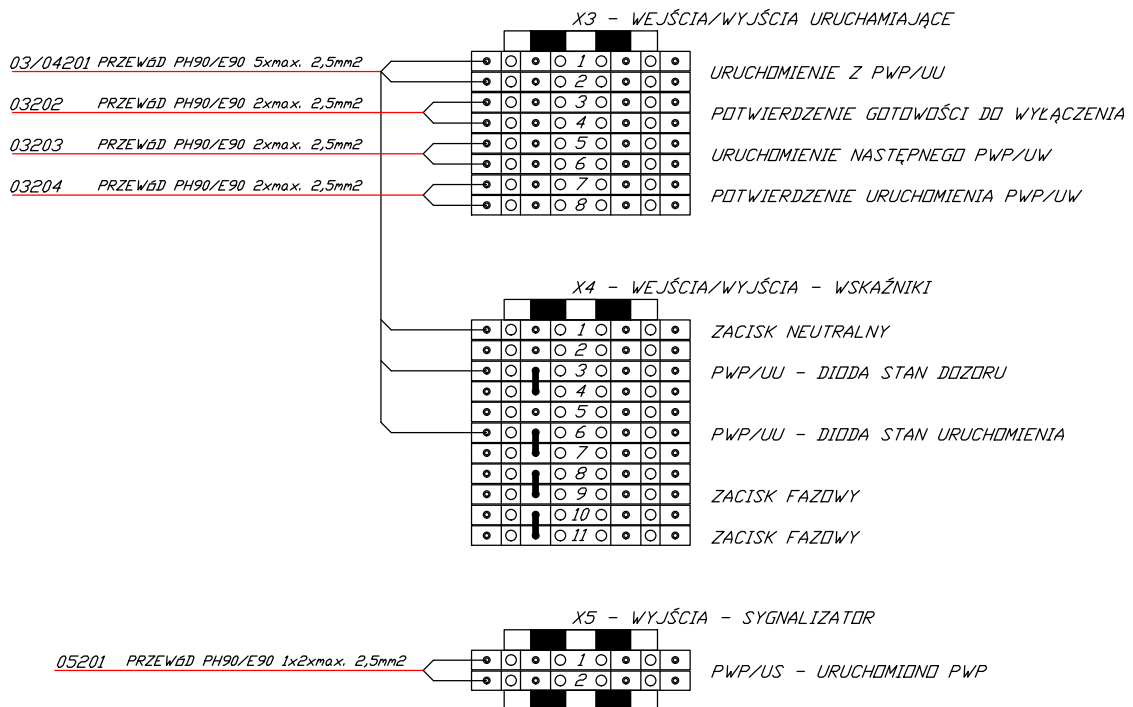 X3 - WEJŚCIA/WYJŚCIA URUCHAMIAJĄCE
03/04201 PRZEWÓD PH90/E90 5xmax. 2,5mm2
1
2
URUCHOMIENIE Z PWP/UU
03202 PRZEWÓD PH90/E90 2xmax. 2,5mm2
3
4
POTWIERDZENIE GOTOWOŚCI DO WYŁĄCZENIA
03203 PRZEWÓD PH90/E90 2xmax. 2,5mm2
5
6
URUCHOMIENIE NASTĘPNEGO PWP/UW
03204 PRZEWÓD PH90/E90 2xmax. 2,5mm2
7
8
POTWIERDZENIE URUCHOMIENIA PWP/UW
X4 - WEJŚCIA/WYJŚCIA - WSKAŹNIKI
1 ZACISK NEUTRALNY
2
3 PWP/UU - DIODA STAN DOZORU
4
5
6 PWP/UU - DIODA STAN URUCHOMIENIA
7
8
9 ZACISK FAZOWY
10
11 ZACISK FAZOWY
X5 - WYJŚCIA - SYGNALIZATOR
05201 PRZEWÓD PH90/E90 1x2xmax. 2,5mm2
1
2
PWP/US - URUCHOMIONO PWP